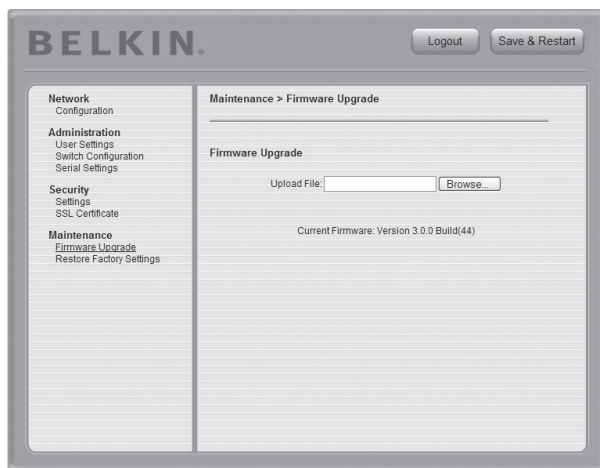 BELKIN®
Logout
Save & Restart
Network
Configuration
Administration
User Settings
Switch Configuration
Serial Settings
Security
Settings
SSL Certificate
Maintenance
Firmware Upgrade
Restore Factory Settings
Maintenance > Firmware Upgrade
Firmware Upgrade
Upload File: Browse...
Current Firmware: Version 3.0.0 Build(44)